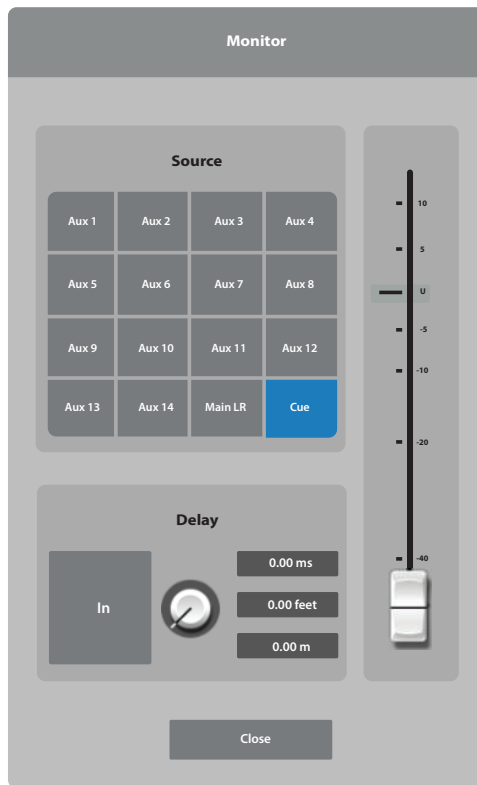 Monitor
Source
Aux 1 Aux 2 Aux 3 Aux 4
Aux 5 Aux 6 Aux 7 Aux 8
Aux 9 Aux 10 Aux 11 Aux 12
Aux 13 Aux 14 Main LR Cue
Delay
In
0.00 ms
0.00 feet
0.00 m
10
5
U
-5
-10
-20
-40
Close